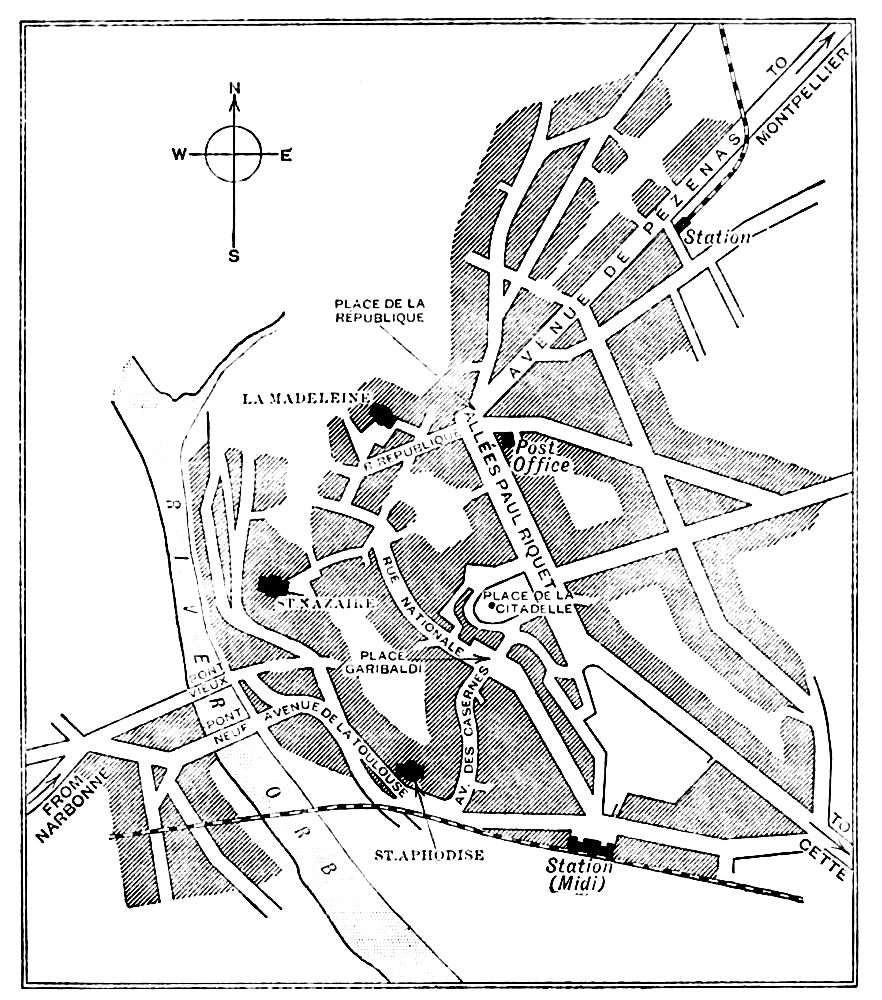 N
W E
S
TO
MONTPELLIER
AVENUE DE PEZENAS
Station
PLACE DE LA
RÉPUBLIQUE
LA MADELEINE
R. RÉPUBLIQUE
ALLÉES PAUL RIQUET
Post
Office
RIVER ORB
RUE NATIONALE
PLACE DE LA
CITADELLE
ST. NAZAIRE
PLACE
GARIBALDI
PONT
VIEUX
PONT
NEUF
AVENUE DE LA TOULOUSE
AV. DES CASERNES
FROM
NARBONNE
ST. APHODISE
Station
(Midi)
TO
CETTE